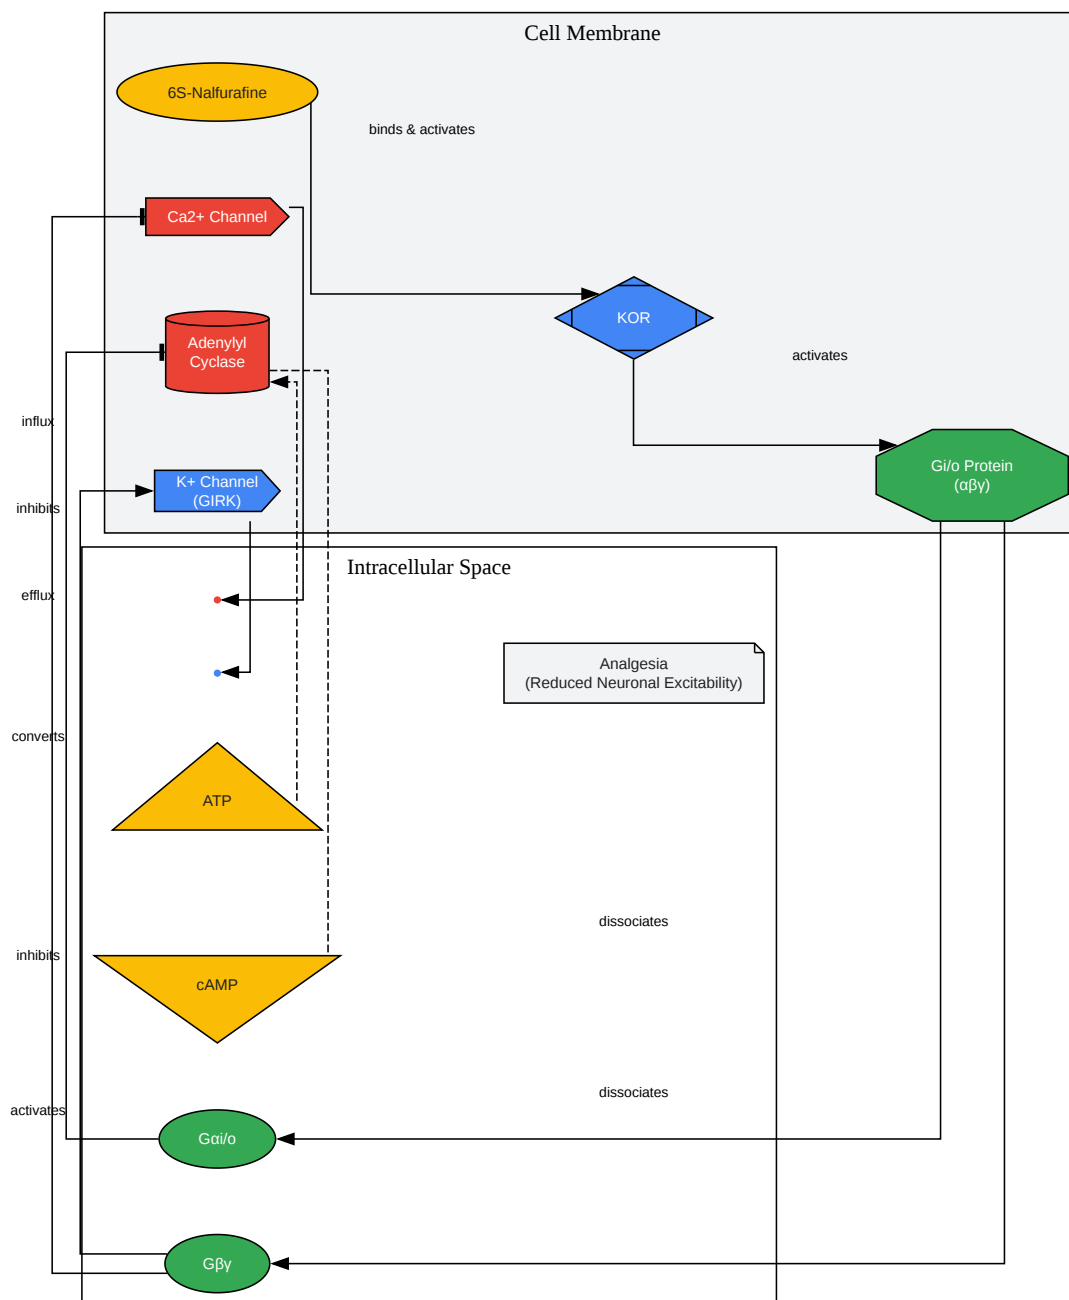 Cell Membrane
6S-Nalfurafine
binds & activates
Ca2+ Channel
KOR
Adenylyl
Cyclase
activates
influx
Gi/o Protein
(αβγ)
K+ Channel
(GIRK)
inhibits
Intracellular Space
efflux
Analgesia
(Reduced Neuronal Excitability)
converts
ATP
dissociates
inhibits
cAMP
dissociates
activates
Gαi/o
Gβγ